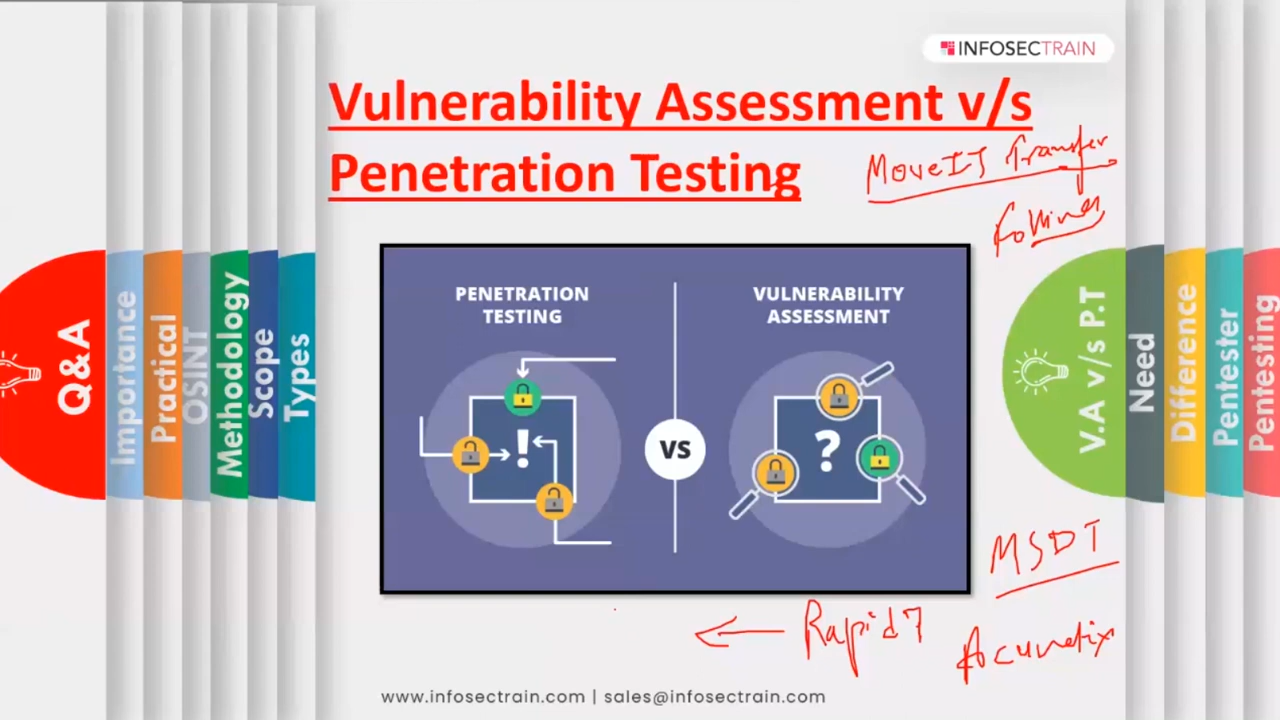 INFOSECTRAIN
Vulnerability Assessment v/s
Penetration Testing
MoveIT Transfer
Follina
Q&A
Importance
Practical
OSINT
Methodology
Scope
Types
PENETRATION
TESTING
VS
VULNERABILITY
ASSESSMENT
!
?
V.A v/s P.T
Need
Difference
Pentester
Pentesting
MSDT
Rapid7
Acunetix
www.infosectrain.com | sales@infosectrain.com